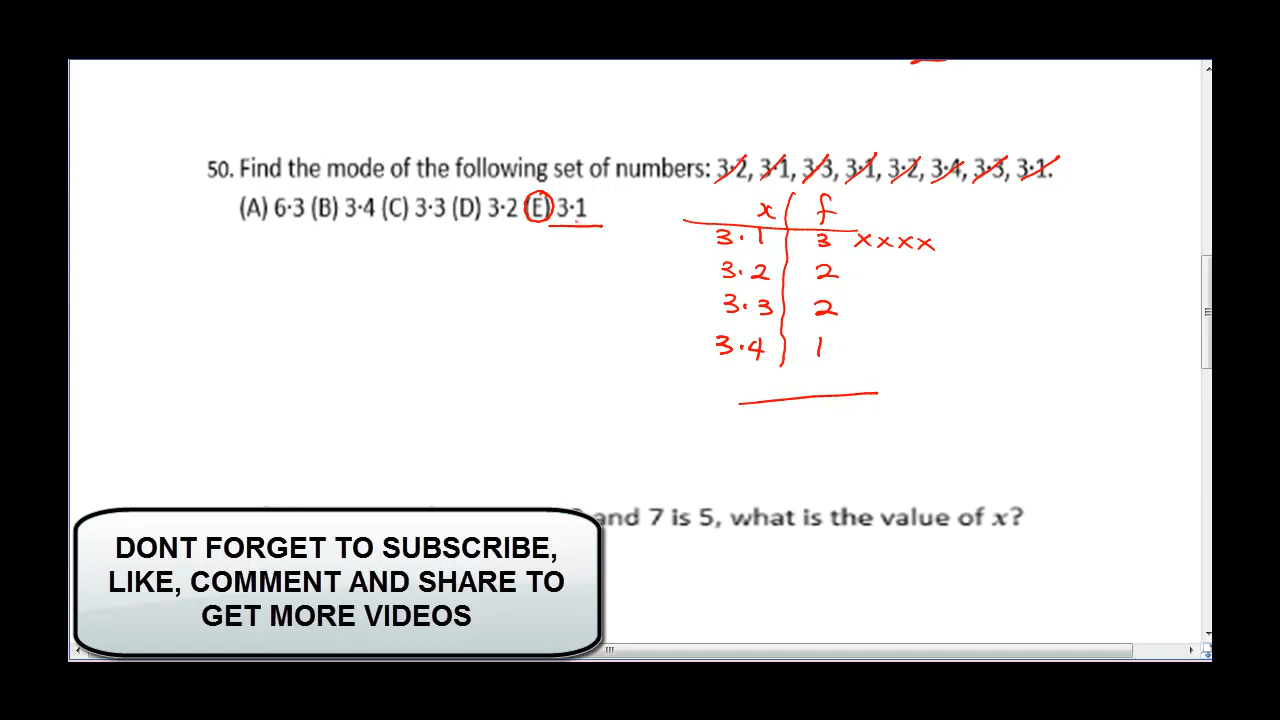 50. Find the mode of the following set of numbers: 3·2, 3·1, 3·3, 3·1, 3·2, 3·4, 3·3, 3·1.
(A) 6·3 (B) 3·4 (C) 3·3 (D) 3·2 (E) 3·1
x f
3·1 3 xxxx
3·2 2
3·3 2
3·4 1
and 7 is 5, what is the value of x?
DONT FORGET TO SUBSCRIBE,
LIKE, COMMENT AND SHARE TO
GET MORE VIDEOS